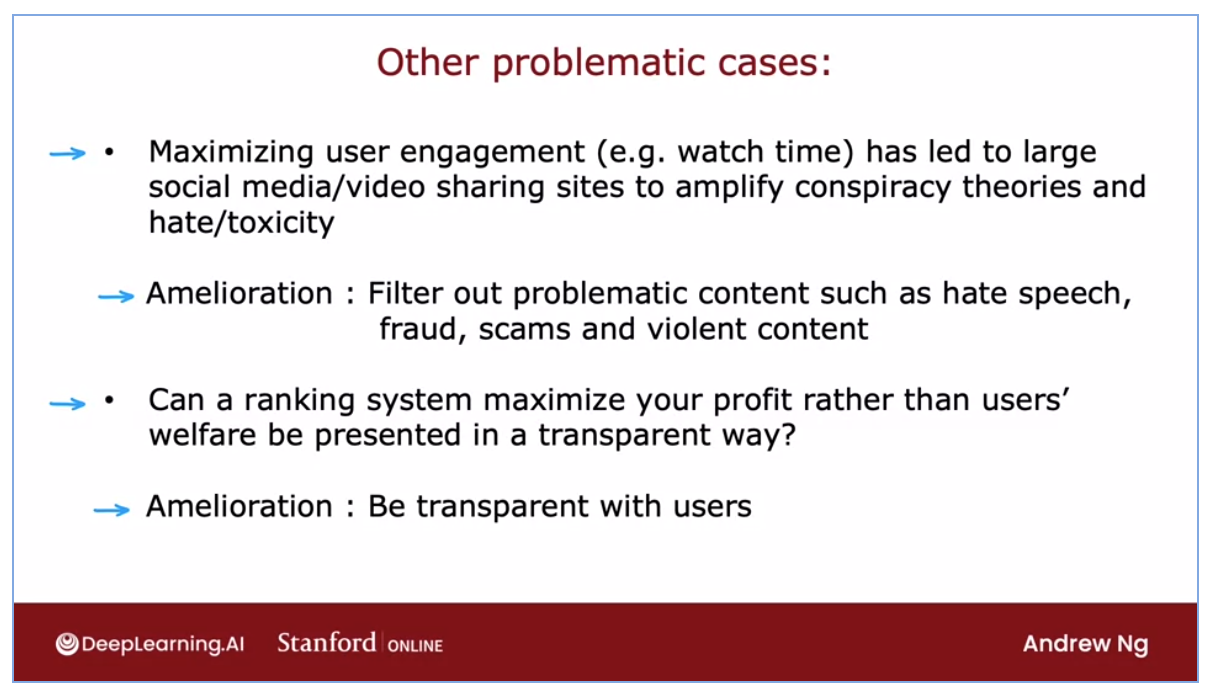 Other problematic cases:
• Maximizing user engagement (e.g. watch time) has led to large
social media/video sharing sites to amplify conspiracy theories and
hate/toxicity
Amelioration : Filter out problematic content such as hate speech,
fraud, scams and violent content
• Can a ranking system maximize your profit rather than users’
welfare be presented in a transparent way?
Amelioration : Be transparent with users
DeepLearning.AI Stanford ONLINE Andrew Ng